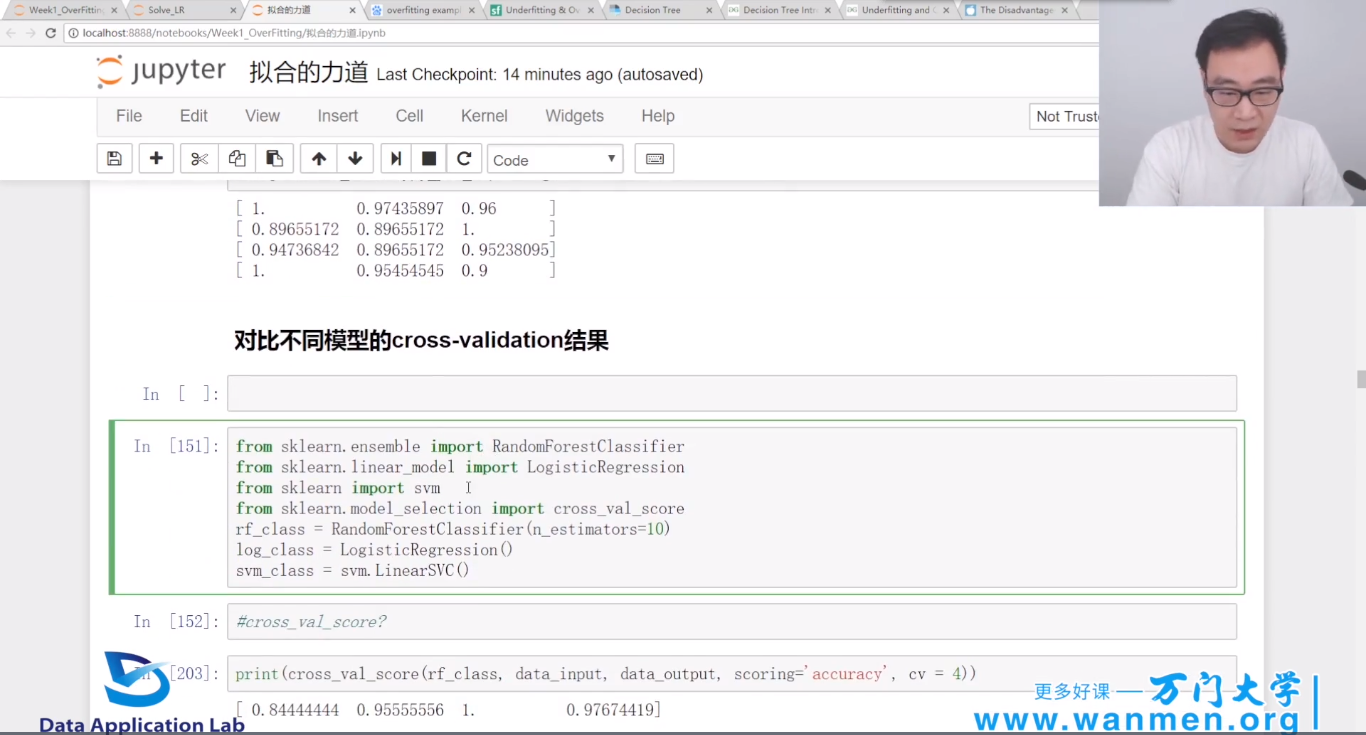 Week1_OverFittin
Solve_LR
拟合的力道
overfitting exampl
Underfitting & Ov
Decision Tree
Decision Tree Intr
Underfitting and O
The Disadvantage
localhost:8888/notebooks/Week1_OverFitting/拟合的力道.ipynb
jupyter 拟合的力道 Last Checkpoint: 14 minutes ago (autosaved)
File Edit View Insert Cell Kernel Widgets Help
Not Truste
Code
[ 1. 0.97435897 0.96 ]
[ 0.89655172 0.89655172 1. ]
[ 0.94736842 0.89655172 0.95238095]
[ 1. 0.95454545 0.9 ]
对比不同模型的cross-validation结果
In [ ]:
In [151]: from sklearn.ensemble import RandomForestClassifier
from sklearn.linear_model import LogisticRegression
from sklearn import svm
from sklearn.model_selection import cross_val_score
rf_class = RandomForestClassifier(n_estimators=10)
log_class = LogisticRegression()
svm_class = svm.LinearSVC()
In [152]: #cross_val_score?
In [203]: print(cross_val_score(rf_class, data_input, data_output, scoring='accuracy', cv = 4))
[ 0.84444444 0.95555556 1. 0.97674419]
Data Application Lab
更多好课 — 万门大学
www.wanmen.org